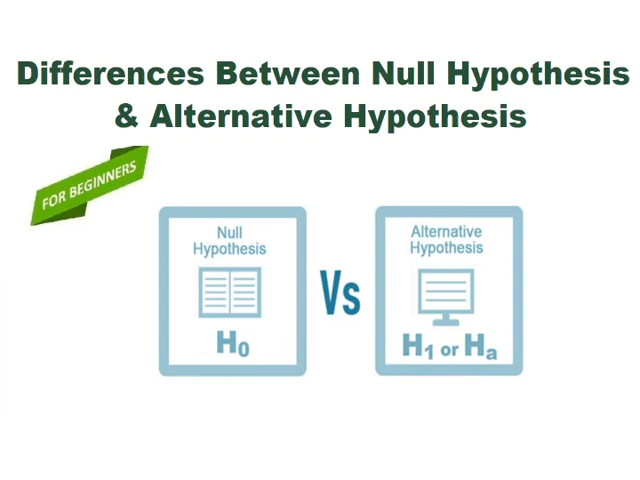 Differences Between Null Hypothesis
& Alternative Hypothesis
FOR BEGINNERS
Null
Hypothesis
H0
Vs
Alternative
Hypothesis
H1 or Ha